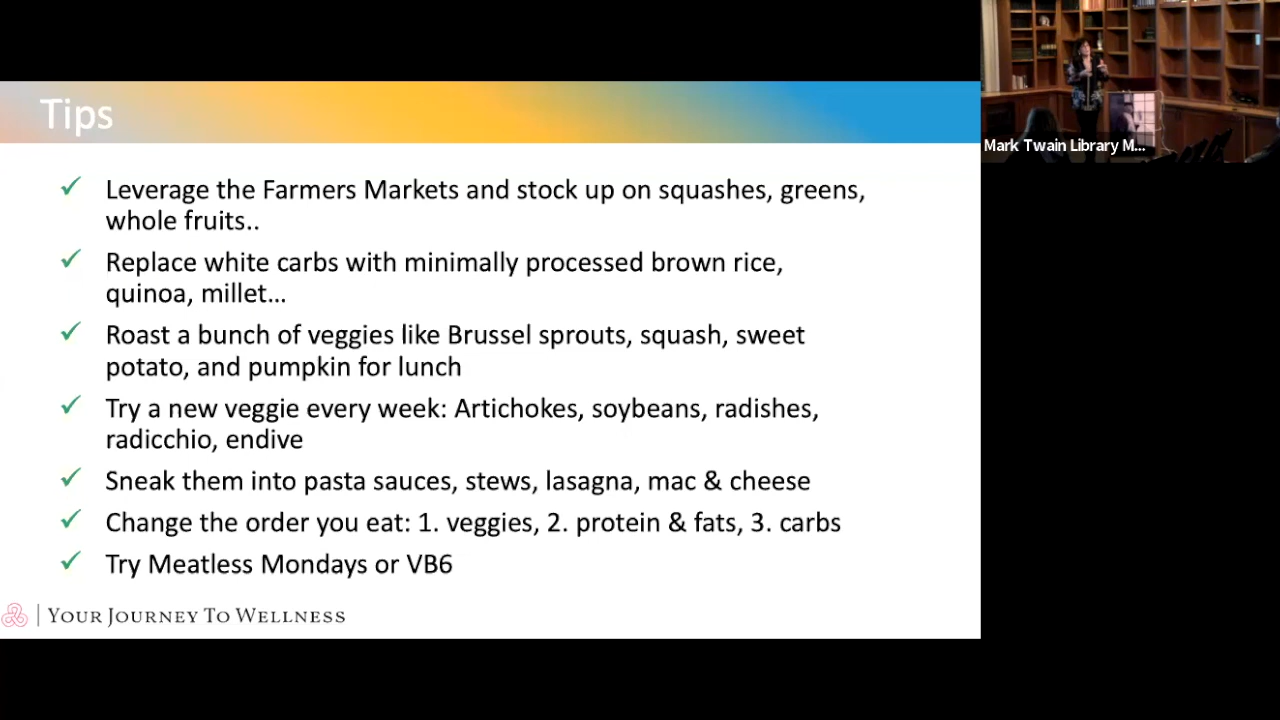 Tips
Leverage the Farmers Markets and stock up on squashes, greens,
whole fruits..
Replace white carbs with minimally processed brown rice,
quinoa, millet...
Roast a bunch of veggies like Brussel sprouts, squash, sweet
potato, and pumpkin for lunch
Try a new veggie every week: Artichokes, soybeans, radishes,
radicchio, endive
Sneak them into pasta sauces, stews, lasagna, mac & cheese
Change the order you eat: 1. veggies, 2. protein & fats, 3. carbs
Try Meatless Mondays or VB6
YOUR JOURNEY TO WELLNESS
Mark Twain Library M...